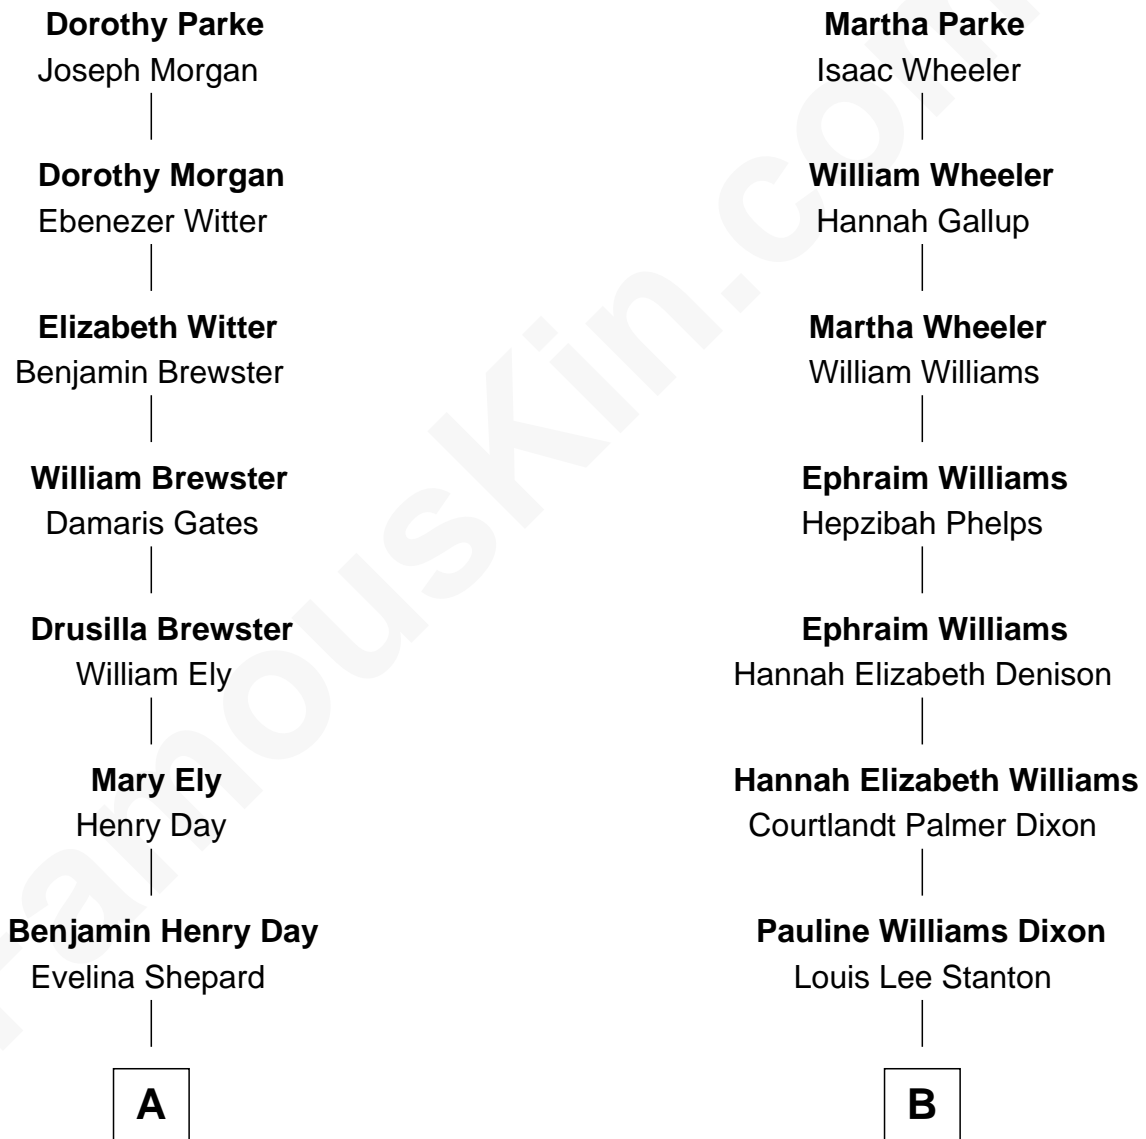 Dorothy Parke
Joseph Morgan
Dorothy Morgan
Ebenezer Witter
Elizabeth Witter
Benjamin Brewster
William Brewster
Damaris Gates
Drusilla Brewster
William Ely
Mary Ely
Henry Day
Benjamin Henry Day
Evelina Shepard
A
Martha Parke
Isaac Wheeler
William Wheeler
Hannah Gallup
Martha Wheeler
William Williams
Ephraim Williams
Hepzibah Phelps
Ephraim Williams
Hannah Elizabeth Denison
Hannah Elizabeth Williams
Courtlandt Palmer Dixon
Pauline Williams Dixon
Louis Lee Stanton
B
FamousKin.com